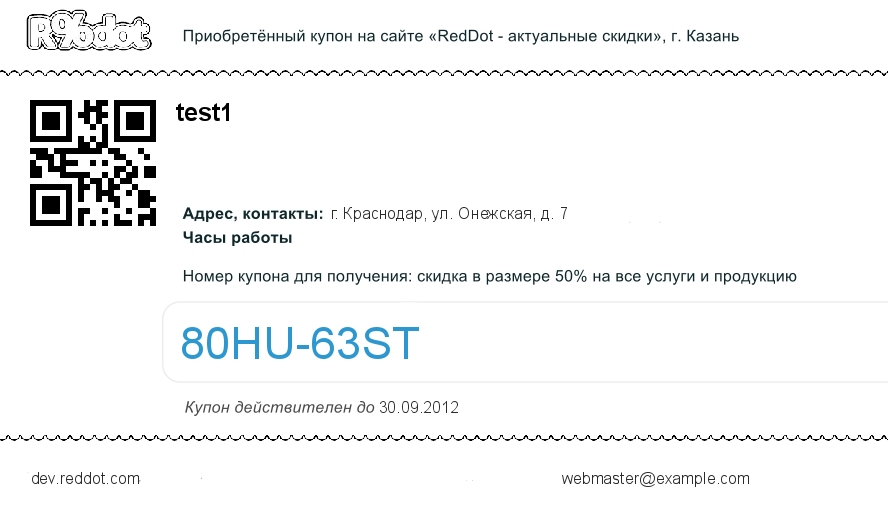 R%dot
Приобретённый купон на сайте «RedDot - актуальные скидки», г. Казань
test1
Адрес, контакты: г. Краснодар, ул. Онежская, д. 7
Часы работы
Номер купона для получения: скидка в размере 50% на все услуги и продукцию
80HU-63ST
Купон действителен до 30.09.2012
dev.reddot.com
webmaster@example.com